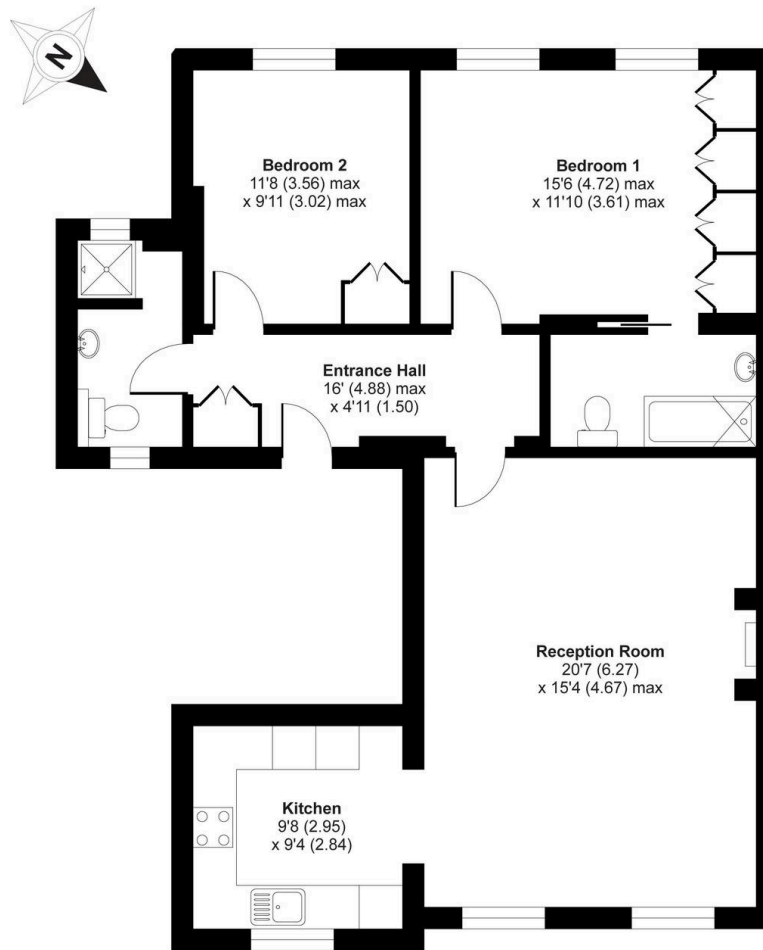 N
Bedroom 2
11'8 (3.56) max
x 9'11 (3.02) max
Bedroom 1
15'6 (4.72) max
x 11'10 (3.61) max
Entrance Hall
16' (4.88) max
x 4'11 (1.50)
Reception Room
20'7 (6.27)
x 15'4 (4.67) max
Kitchen
9'8 (2.95)
x 9'4 (2.84)